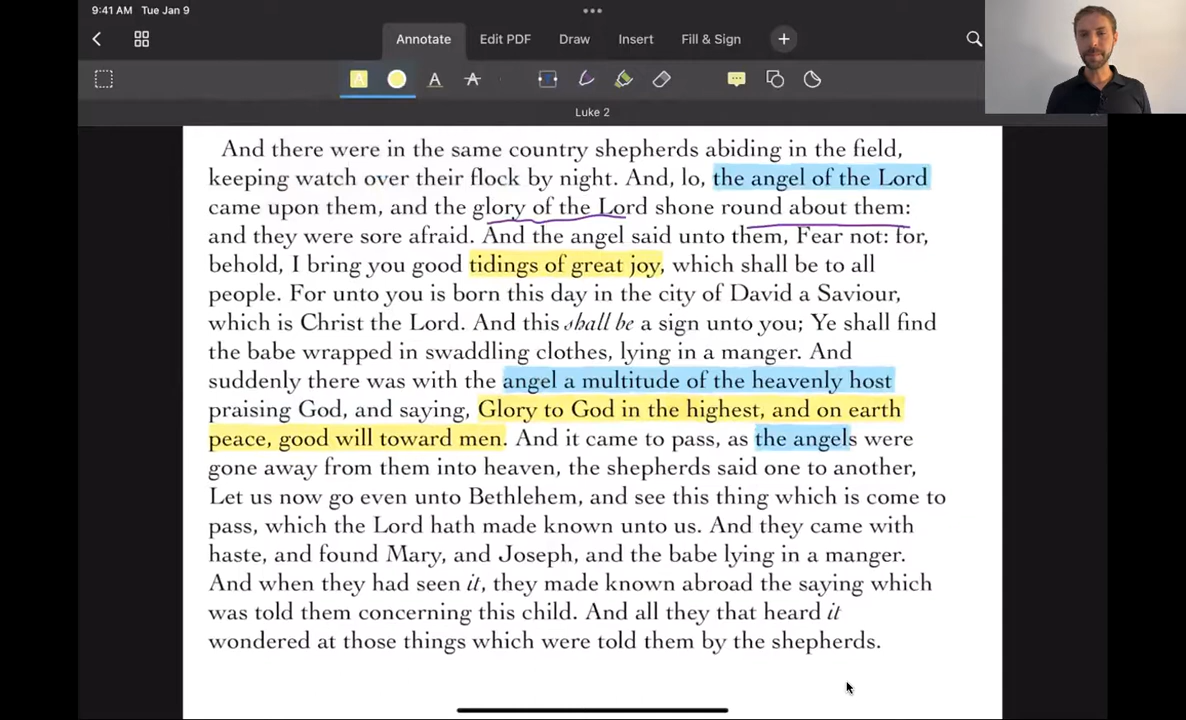 9:41 AM Tue Jan 9
Annotate Edit PDF Draw Insert Fill & Sign
Luke 2
And there were in the same country shepherds abiding in the field,
keeping watch over their flock by night. And, lo, the angel of the Lord
came upon them, and the glory of the Lord shone round about them:
and they were sore afraid. And the angel said unto them, Fear not: for,
behold, I bring you good tidings of great joy, which shall be to all
people. For unto you is born this day in the city of David a Saviour,
which is Christ the Lord. And this shall be a sign unto you; Ye shall find
the babe wrapped in swaddling clothes, lying in a manger. And
suddenly there was with the angel a multitude of the heavenly host
praising God, and saying, Glory to God in the highest, and on earth
peace, good will toward men. And it came to pass, as the angels were
gone away from them into heaven, the shepherds said one to another,
Let us now go even unto Bethlehem, and see this thing which is come to
pass, which the Lord hath made known unto us. And they came with
haste, and found Mary, and Joseph, and the babe lying in a manger.
And when they had seen it, they made known abroad the saying which
was told them concerning this child. And all they that heard it
wondered at those things which were told them by the shepherds.